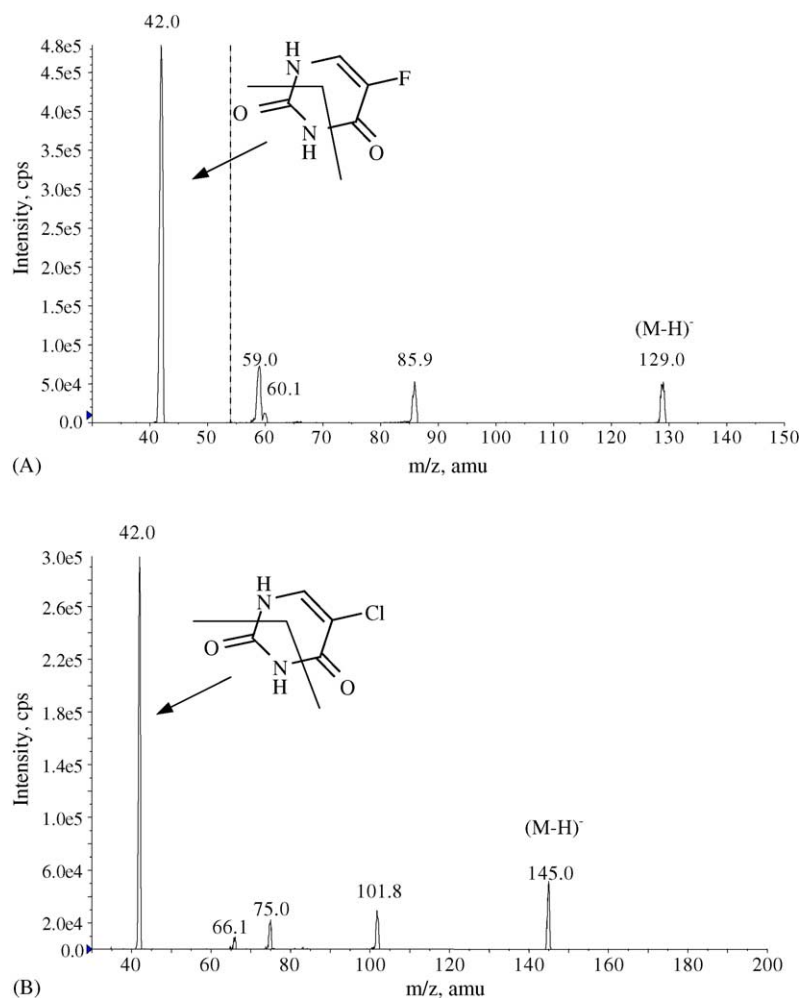 42.0
4.8e5
4.5e5
4.0e5
3.5e5
3.0e5
2.5e5
2.0e5
1.5e5
1.0e5
5.0e4
0.0
Intensity, cps
H
N
F
O
N
H
O
59.0
60.1
85.9
(M-H)⁻
129.0
40 50 60 70 80 90 100 110 120 130 140 150
m/z, amu
(A)
42.0
3.0e5
2.6e5
2.2e5
1.8e5
1.4e5
1.0e5
6.0e4
2.0e4
0.0
Intensity, cps
H
N
Cl
O
N
H
O
66.1
75.0
101.8
(M-H)⁻
145.0
40 60 80 100 120 140 160 180 200
m/z, amu
(B)